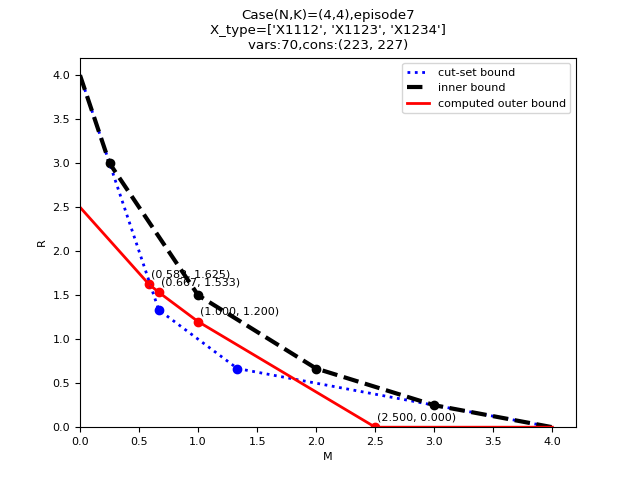 Case(N,K)=(4,4),episode7
X_type=['X1112', 'X1123', 'X1234']
vars:70,cons:(223, 227)
cut-set bound
inner bound
computed outer bound
R
4.0
3.5
3.0
2.5
2.0
1.5
1.0
0.5
0.0
1.625)
(0.667, 1.533)
(1.000, 1.200)
(2.500, 0.000)
0.0 0.5 1.0 1.5 2.0 2.5 3.0 3.5 4.0
M